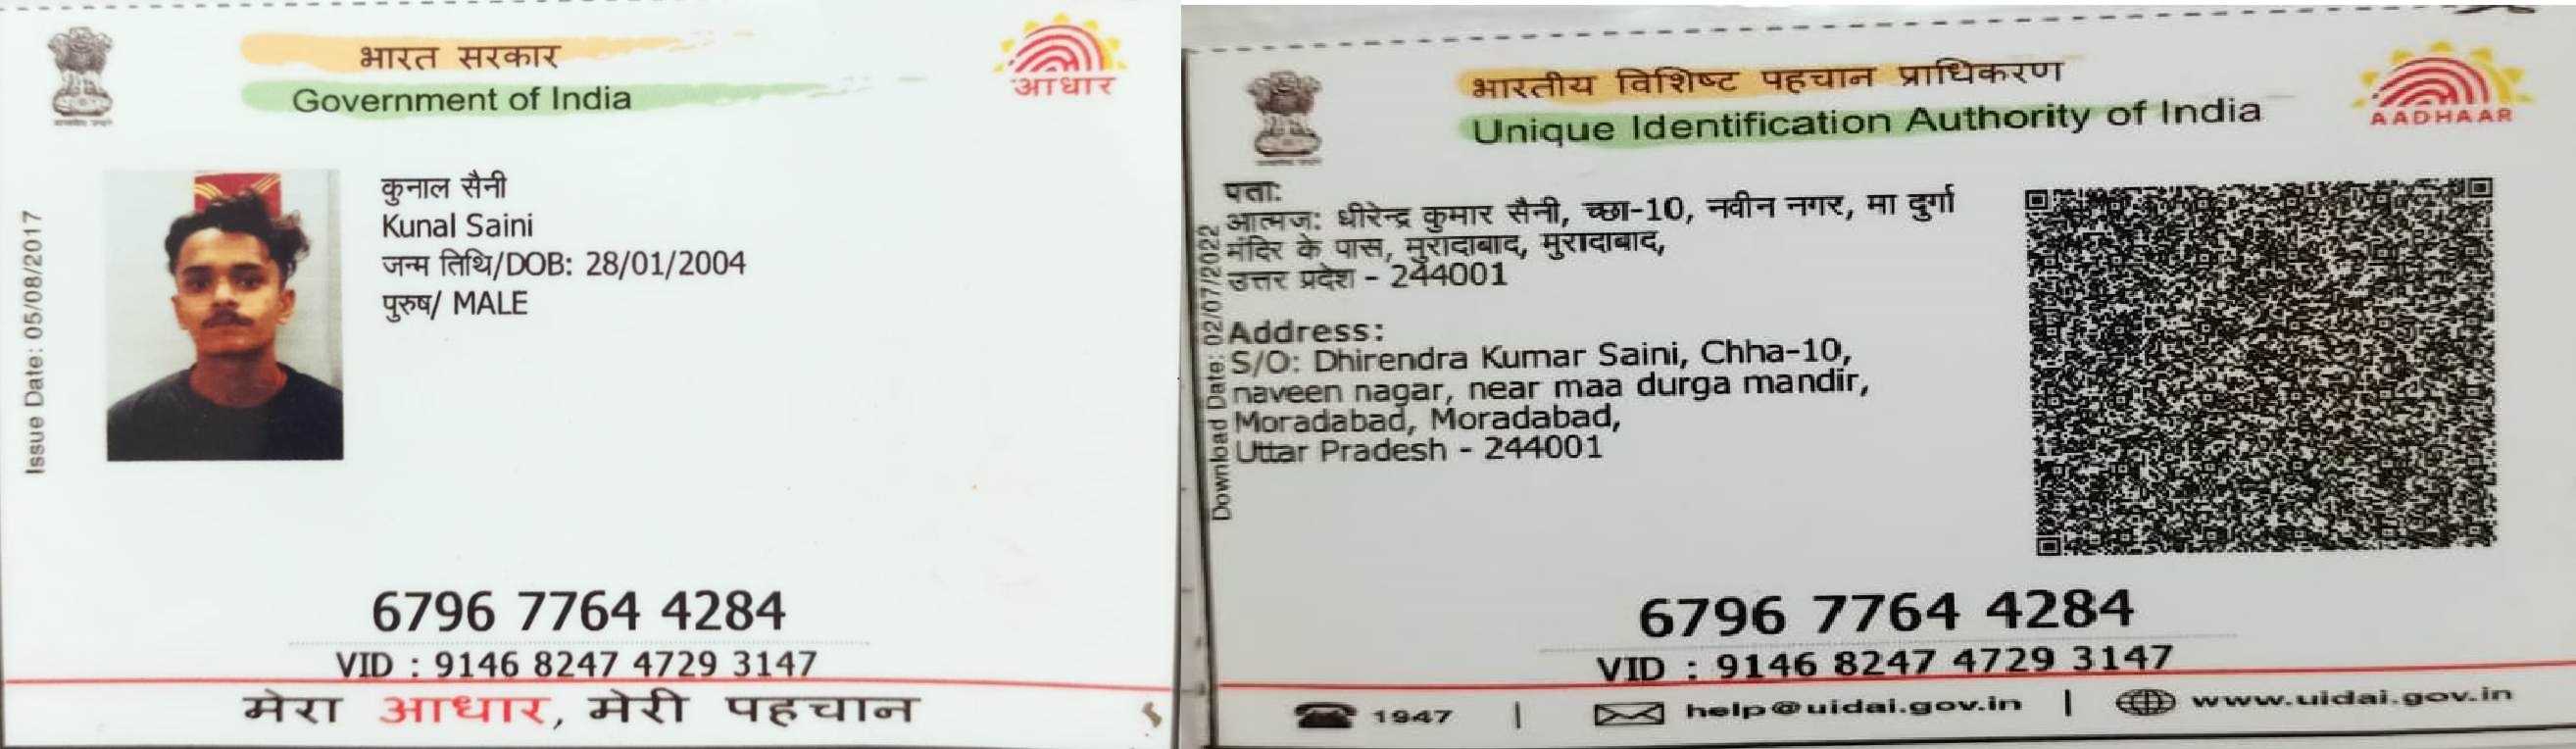 भारत सरकार
Government of India
आधार
Issue Date: 05/08/2017
कुनाल सैनी
Kunal Saini
जन्म तिथि/DOB: 28/01/2004
पुरुष/ MALE
6796 7764 4284
VID : 9146 8247 4729 3147
मेरा आधार, मेरी पहचान
भारतीय विशिष्ट पहचान प्राधिकरण
Unique Identification Authority of India
AADHAAR
Download Date: 02/07/2022
पता:
आत्मज: धीरेन्द्र कुमार सैनी, च्छा-10, नवीन नगर, मा दुर्गा
मंदिर के पास, मुरादाबाद, मुरादाबाद,
उत्तर प्रदेश - 244001
Address:
S/O: Dhirendra Kumar Saini, Chha-10,
naveen nagar, near maa durga mandir,
Moradabad, Moradabad,
Uttar Pradesh - 244001
6796 7764 4284
VID : 9146 8247 4729 3147
1947 | help@uidai.gov.in | www.uidai.gov.in